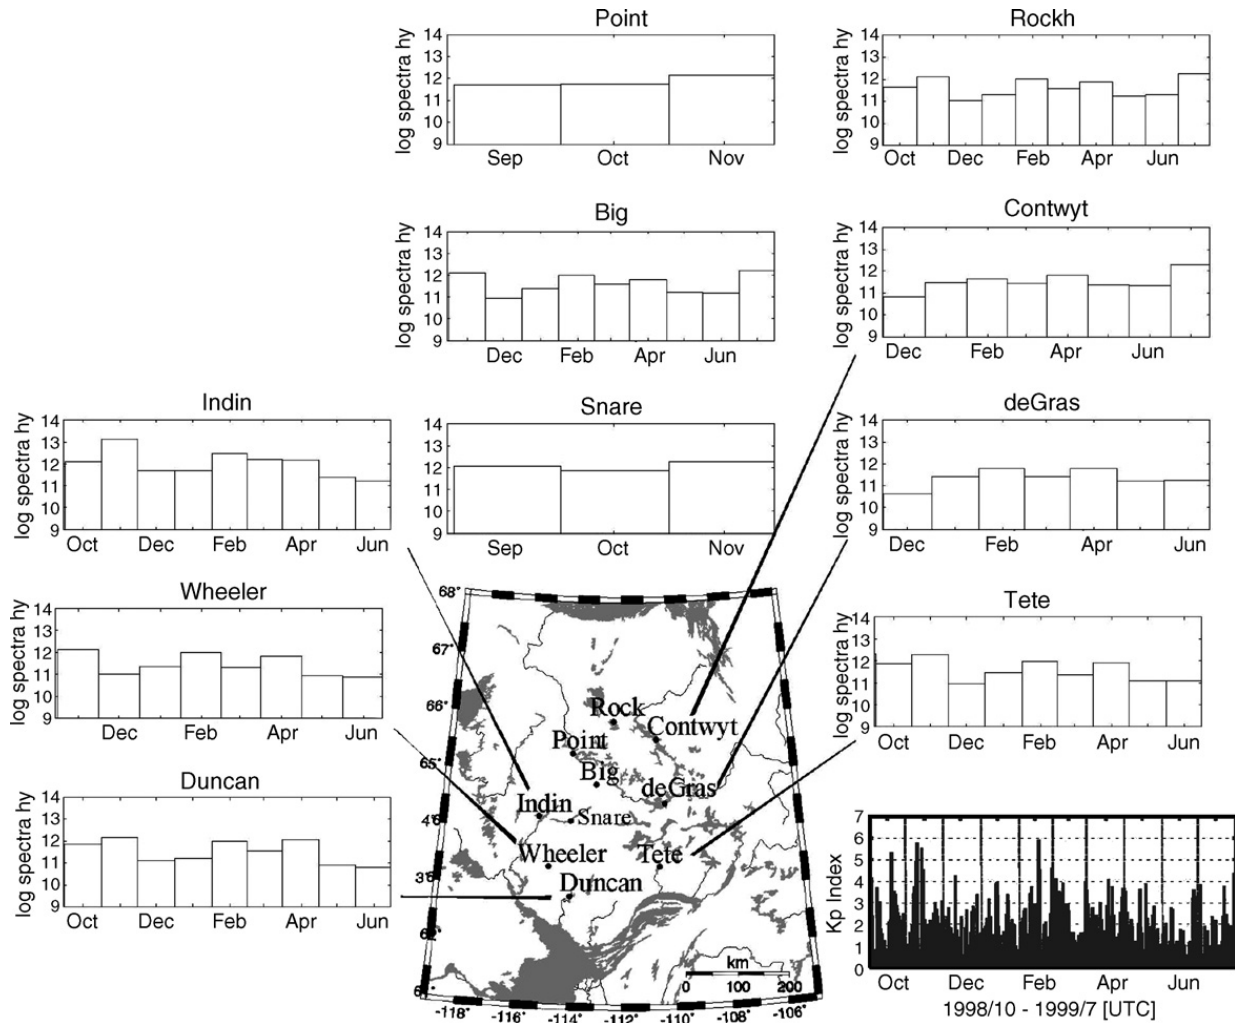 Point
log spectra hy
14
13
12
11
10
9
Sep Oct Nov
Rockh
log spectra hy
14
13
12
11
10
9
Oct Dec Feb Apr Jun
Big
log spectra hy
14
13
12
11
10
9
Dec Feb Apr Jun
Contwyt
log spectra hy
14
13
12
11
10
9
Dec Feb Apr Jun
Indin
log spectra hy
14
13
12
11
10
9
Oct Dec Feb Apr Jun
Snare
log spectra hy
14
13
12
11
10
9
Sep Oct Nov
deGras
log spectra hy
14
13
12
11
10
9
Dec Feb Apr Jun
Wheeler
log spectra hy
14
13
12
11
10
9
Dec Feb Apr Jun
Tete
log spectra hy
14
13
12
11
10
9
Oct Dec Feb Apr Jun
Duncan
log spectra hy
14
13
12
11
10
9
Oct Dec Feb Apr Jun
68°
67°
66°
65°
Rock
Contwyt
Point
Big
deGras
Indin
Snare
Wheeler
Tete
Duncan
km
0 100 200
-118° -116° -114° -112° -110° -108° -106°
Kp Index
7
6
5
4
3
2
1
0
Oct Dec Feb Apr Jun
1998/10 - 1999/7 [UTC]